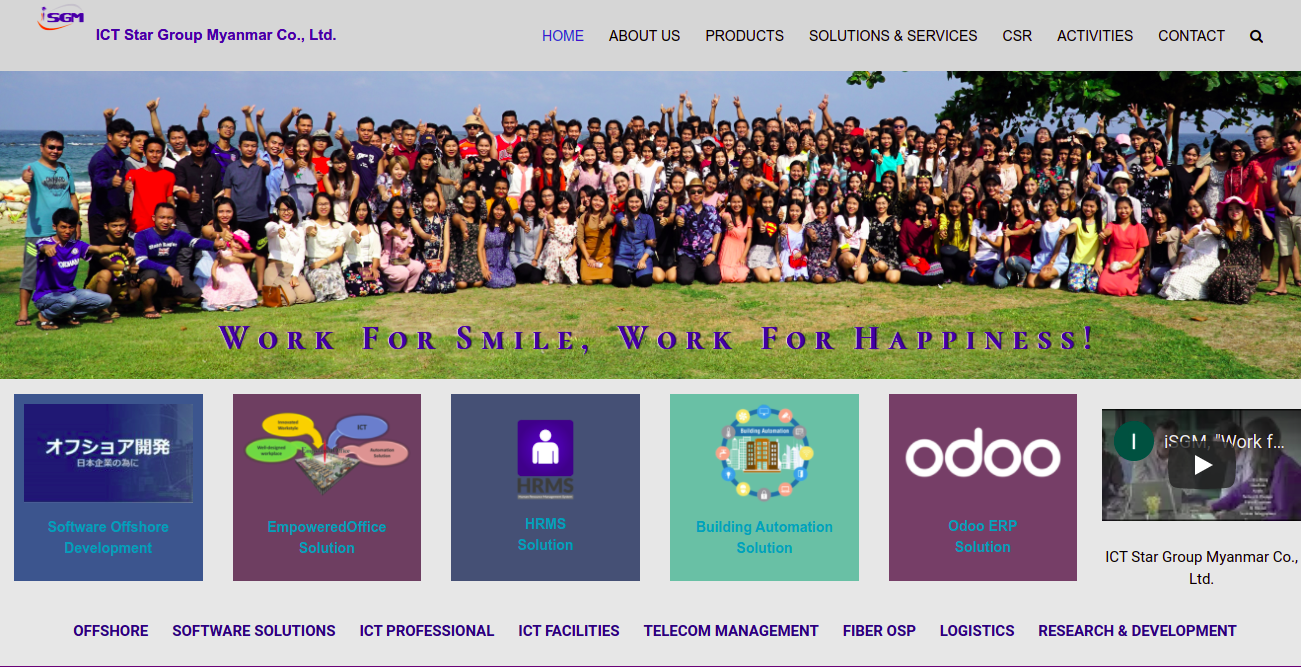 iSGM
ICT Star Group Myanmar Co., Ltd.
HOME ABOUT US PRODUCTS SOLUTIONS & SERVICES CSR ACTIVITIES CONTACT
Work For Smile, Work For Happiness!
オフショア開発
日本企業の為に
Software Offshore
Development
Innovated
Workstyle
ICT
Well-designed
workplace
Automation
Solution
EmpoweredOffice
Solution
HRMS
HRMS
Solution
Building Automation
Building Automation
Solution
odoo
Odoo ERP
Solution
I iSGM, "Work f...
ICT Star Group Myanmar Co.,
Ltd.
OFFSHORE SOFTWARE SOLUTIONS ICT PROFESSIONAL ICT FACILITIES TELECOM MANAGEMENT FIBER OSP LOGISTICS RESEARCH & DEVELOPMENT